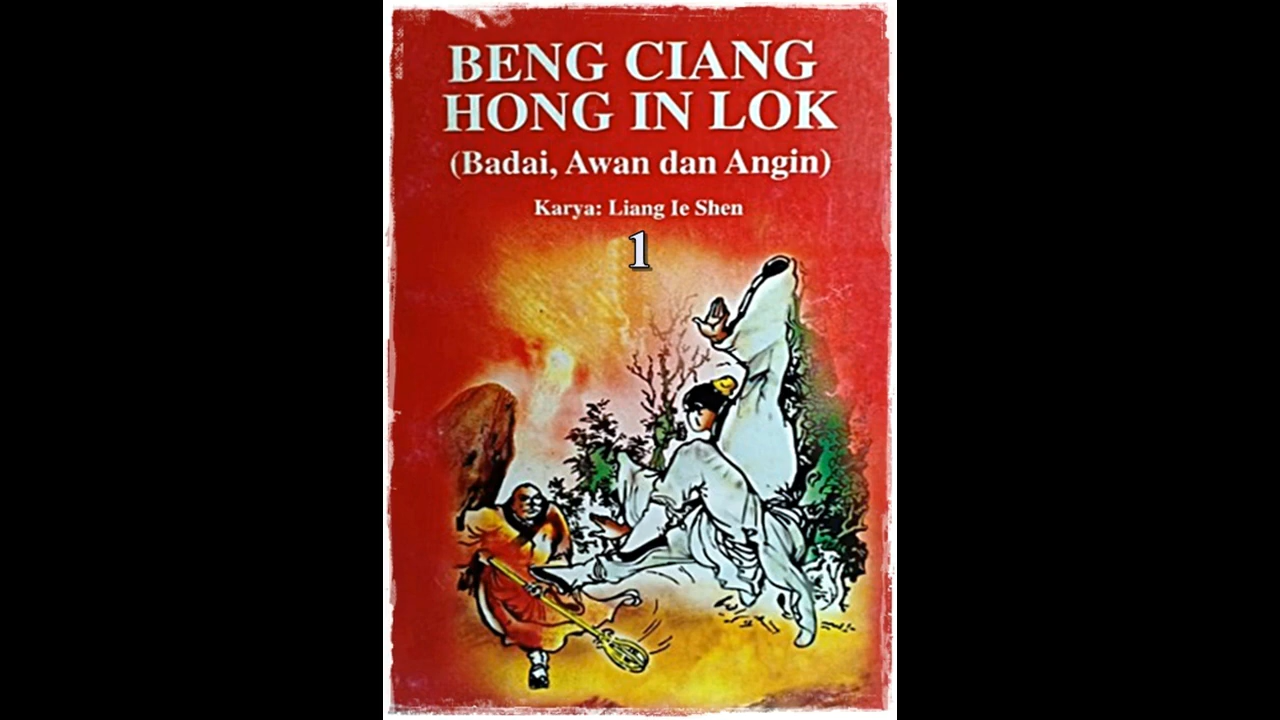 BENG CIANG
HONG IN LOK
(Badai, Awan dan Angin)
Karya: Liang Ie Shen
1